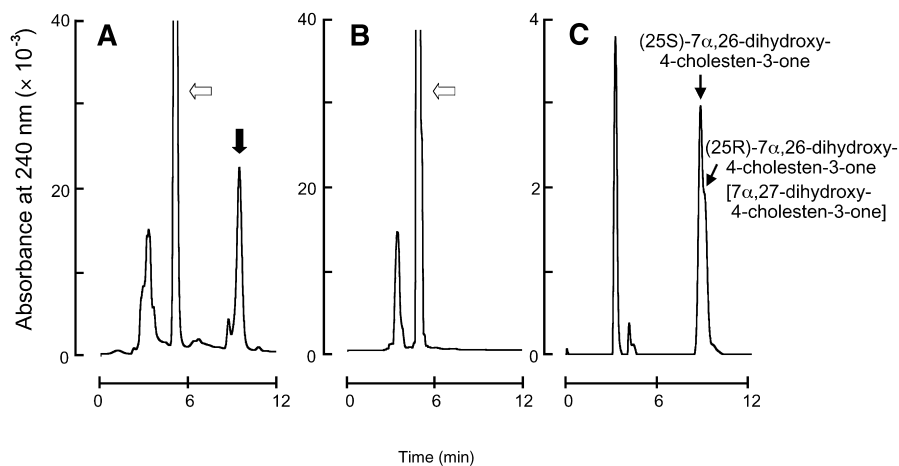 Absorbance at 240 nm (× 10⁻³)
A
40
20
0
0 6 12
B
40
20
0
0 6 12
C
4
2
0
0 6 12
(25S)-7α,26-dihydroxy-
4-cholesten-3-one
(25R)-7α,26-dihydroxy-
4-cholesten-3-one
[7α,27-dihydroxy-
4-cholesten-3-one]
Time (min)